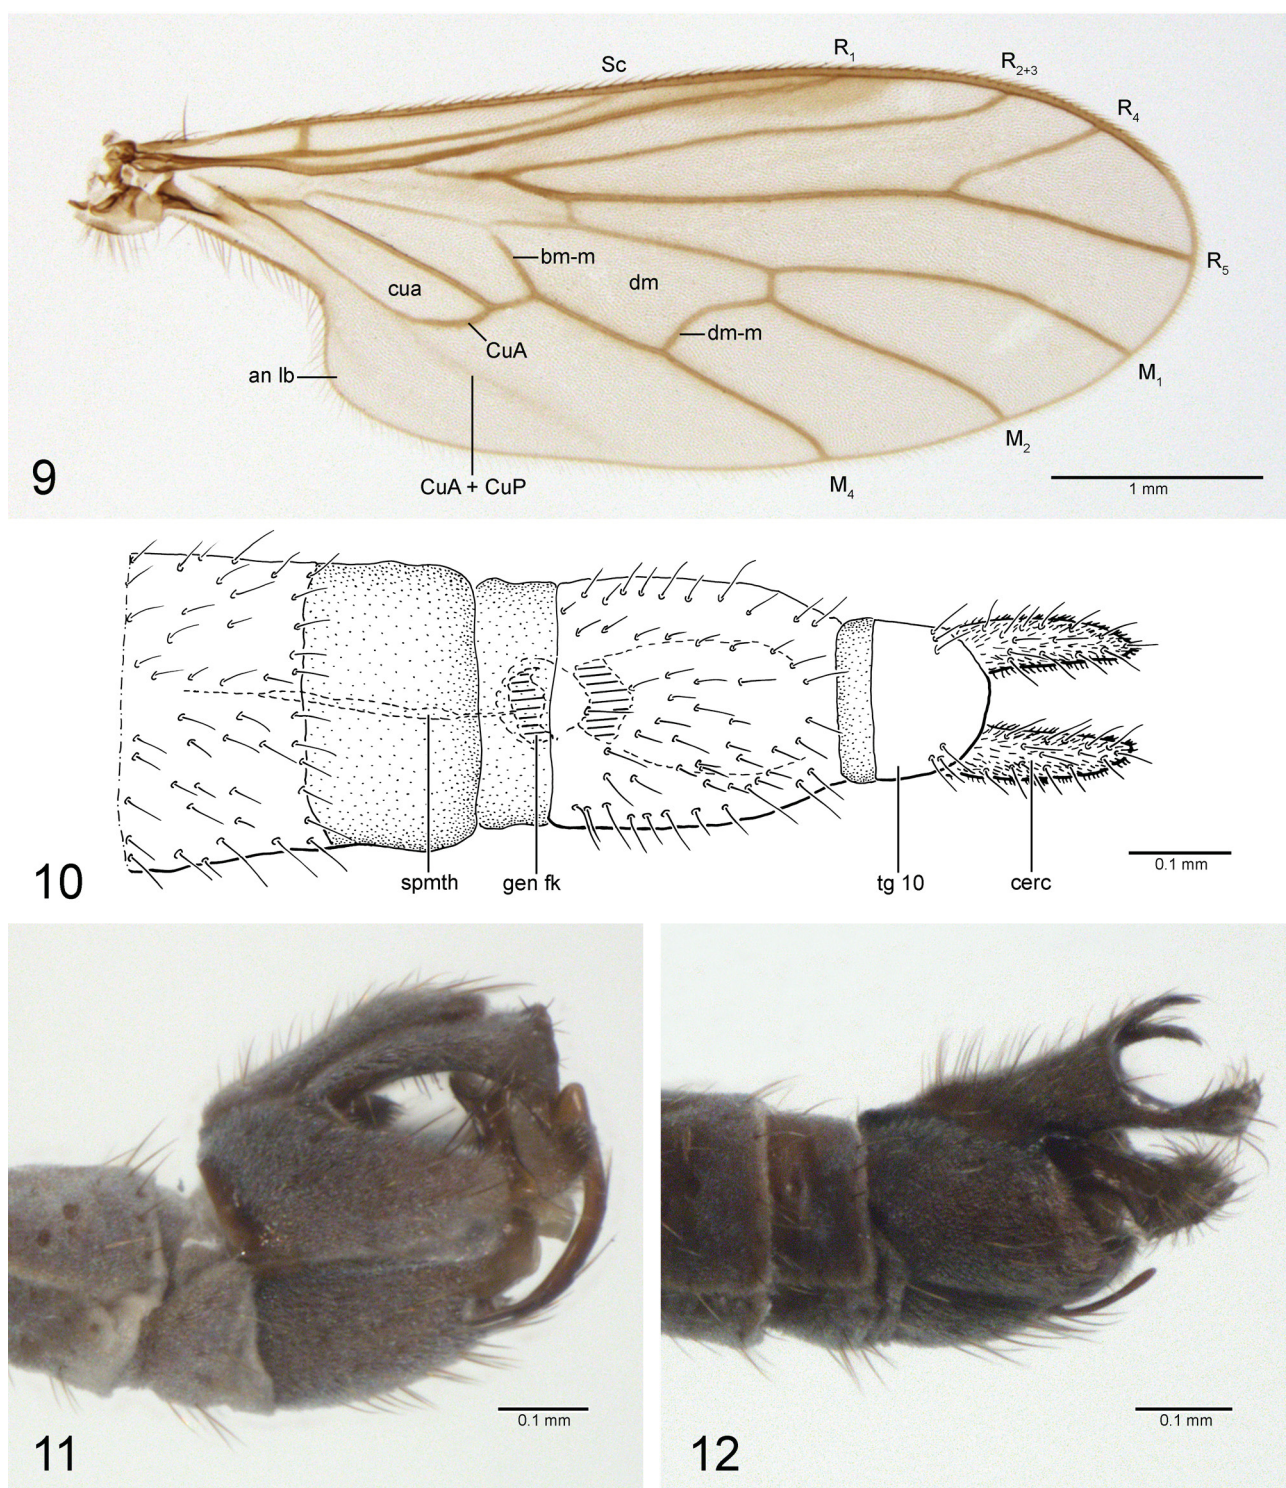 Sc
R1
R2+3
R4
R5
bm-m
dm
cua
dm-m
CuA
an lb
M1
M2
CuA + CuP
M4
1 mm
9
spmth
gen fk
tg 10
cerc
0.1 mm
10
0.1 mm
11
0.1 mm
12